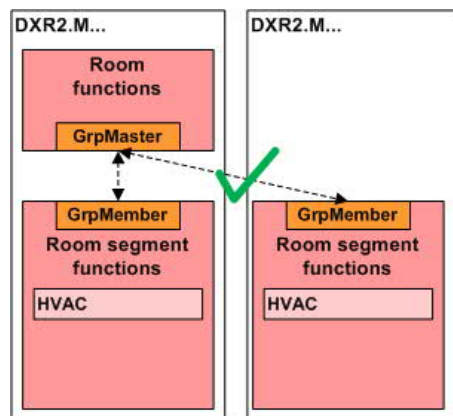 DXR2.M...
Room
functions
GrpMaster
GrpMember
Room segment
functions
HVAC
DXR2.M...
GrpMember
Room segment
functions
HVAC